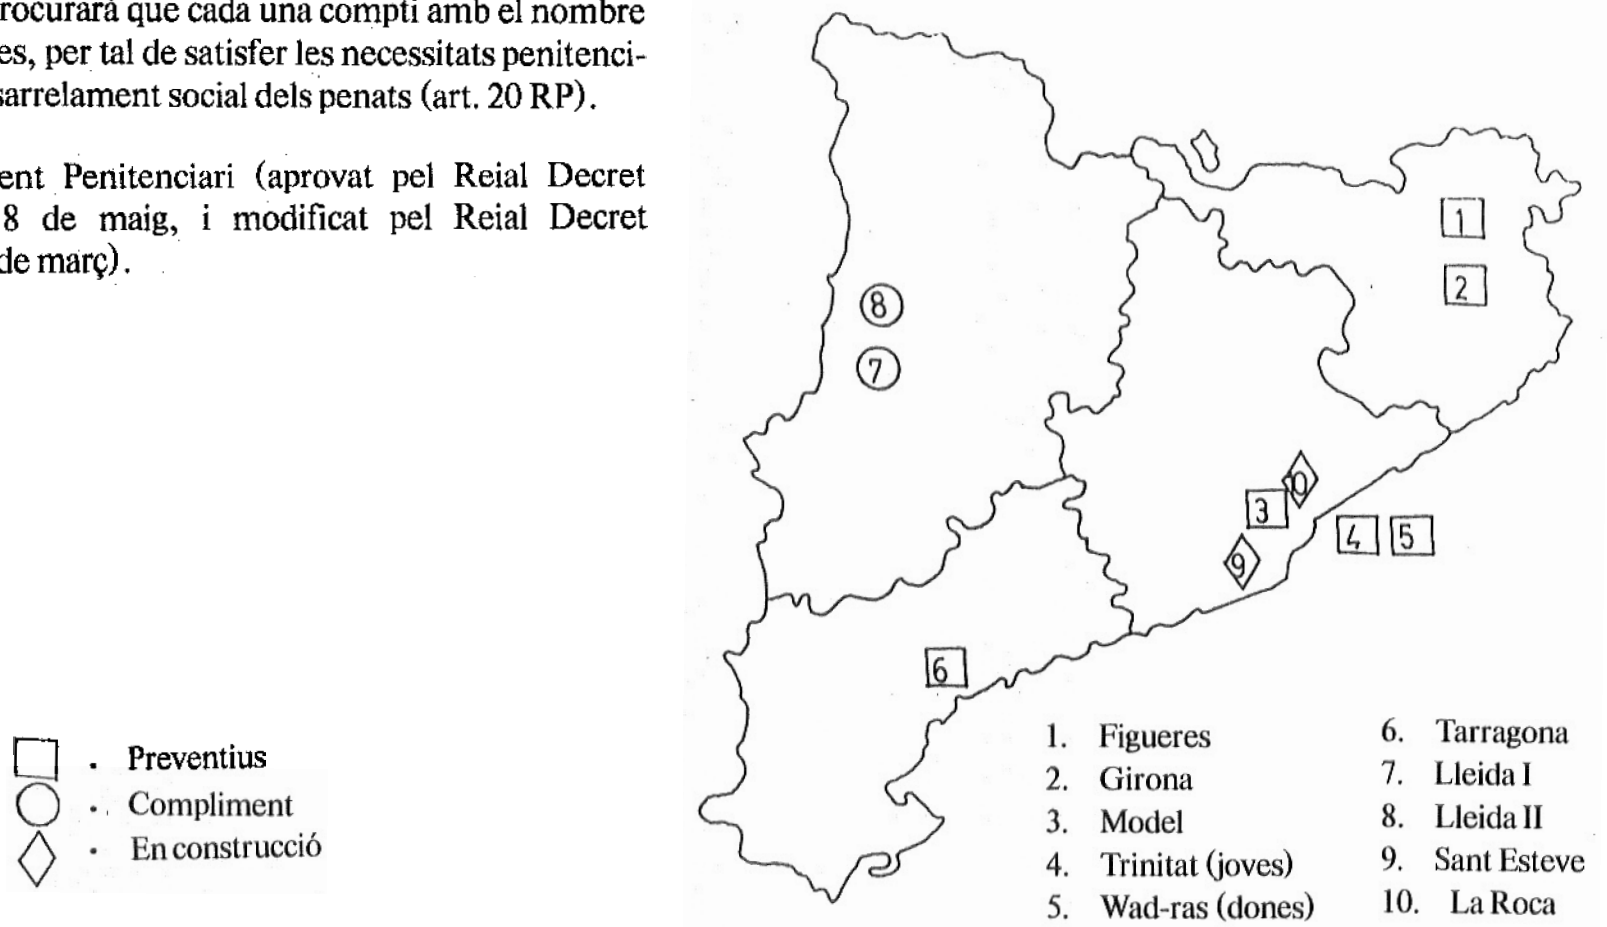 rocurarà que cada una compti amb el nombre
es, per tal de satisfer les necessitats penitenci-
sarrelament social dels penats (art. 20 RP).
ent Penitenciari (aprovat pel Reial Decret
8 de maig, i modificat pel Reial Decret
de març).
1
2
8
7
10
3
4 5
9
6
Preventius
Compliment
En construcció
1. Figueres
2. Girona
3. Model
4. Trinitat (joves)
5. Wad-ras (dones)
6. Tarragona
7. Lleida I
8. Lleida II
9. Sant Esteve
10. La Roca